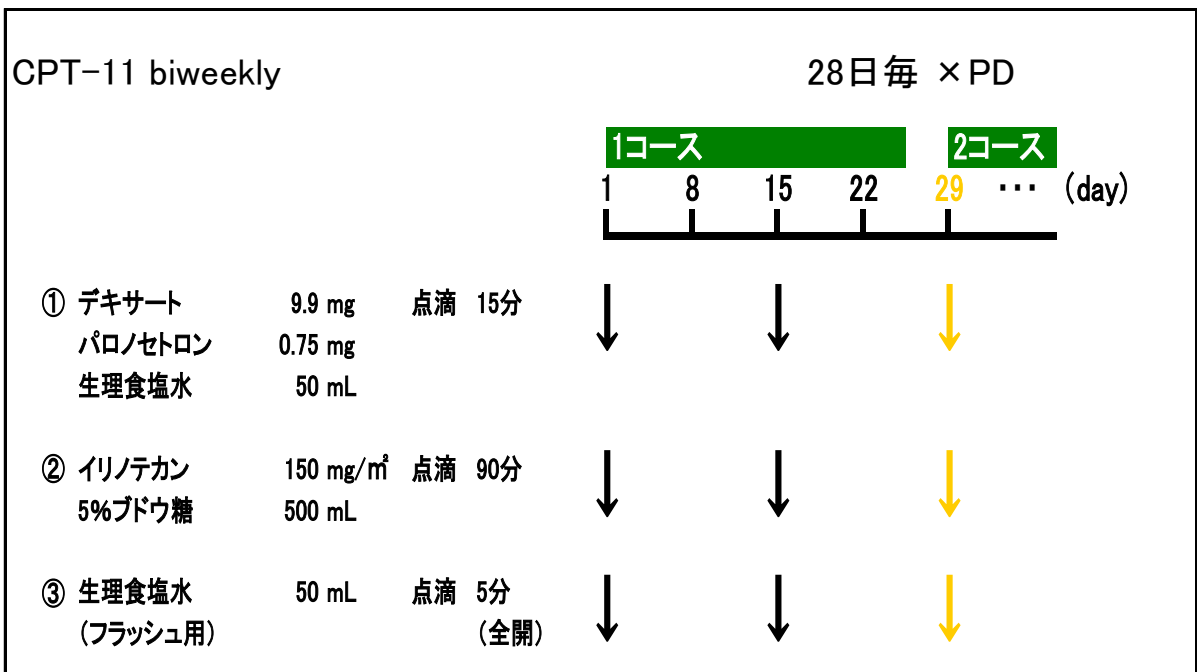 CPT-11 biweekly 28日毎 ×PD
1コース 2コース
1 8 15 22 29 ・・・ (day)
① デキサート 9.9 mg 点滴 15分
パロノセトロン 0.75 mg
生理食塩水 50 mL
② イリノテカン 150 mg/㎡ 点滴 90分
5%ブドウ糖 500 mL
③ 生理食塩水 50 mL 点滴 5分
(フラッシュ用) (全開)